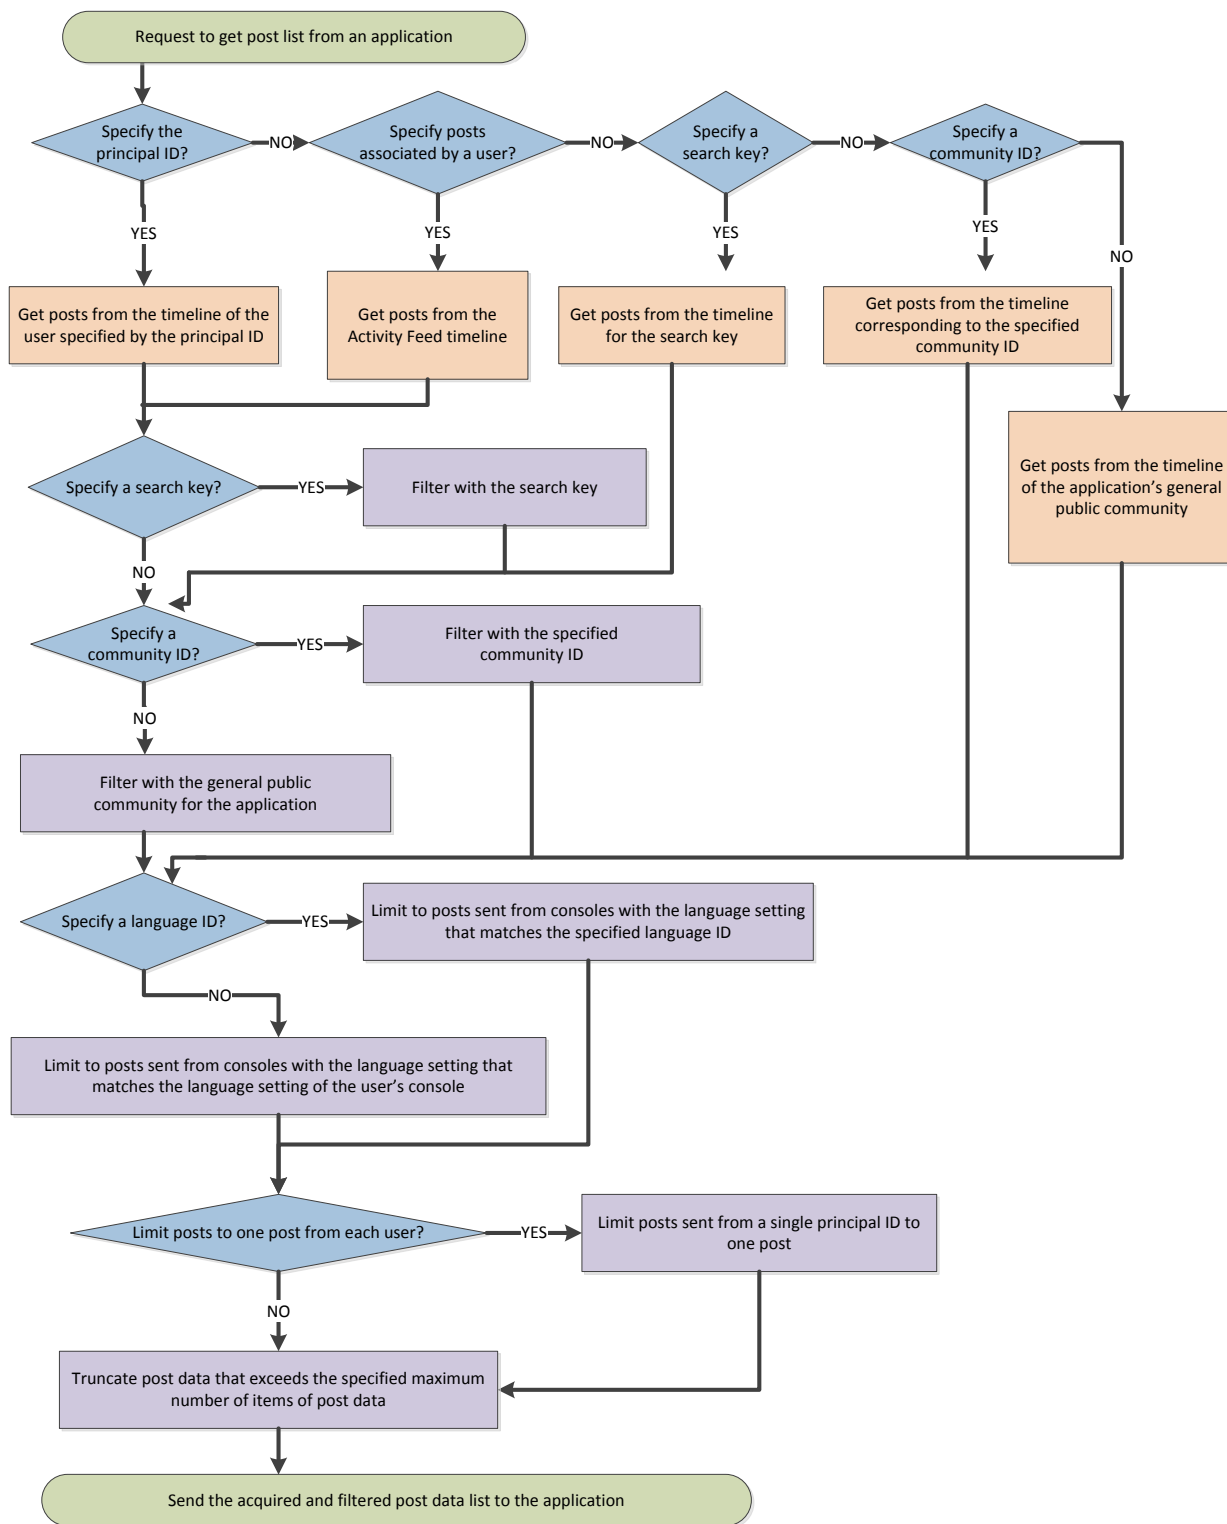 Request to get post list from an application
Specify the
principal ID?
NO
Specify posts
associated by a user?
NO
Specify a
search key?
NO
Specify a
community ID?
YES
YES
YES
YES
NO
Get posts from the timeline of the
user specified by the principal ID
Get posts from the
Activity Feed timeline
Get posts from the timeline
for the search key
Get posts from the timeline
corresponding to the specified
community ID
Get posts from the timeline
of the application’s general
public community
Specify a search key?
YES
Filter with the search key
NO
Specify a
community ID?
YES
Filter with the specified
community ID
NO
Filter with the general public
community for the application
Specify a language ID?
YES
Limit to posts sent from consoles with the language setting
that matches the specified language ID
NO
Limit to posts sent from consoles with the language setting that
matches the language setting of the user’s console
Limit posts to one post from each user?
YES
Limit posts sent from a single principal ID to
one post
NO
Truncate post data that exceeds the specified maximum
number of items of post data
Send the acquired and filtered post data list to the application